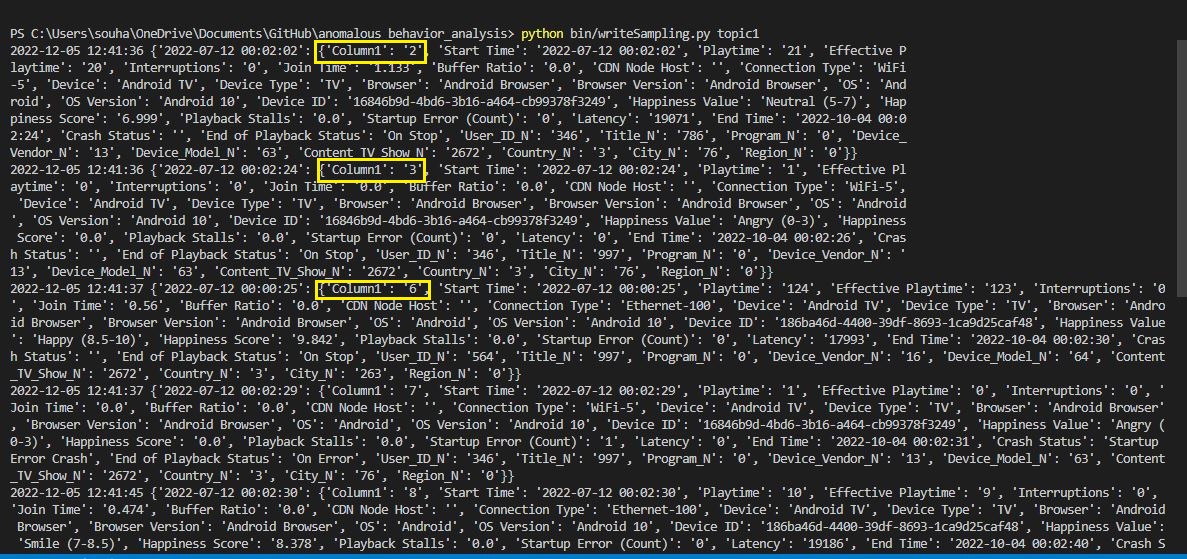 PS C:\Users\souha\OneDrive\Documents\GitHub\anomalous_behavior_analysis> python bin/writeSampling.py topic1
2022-12-05 12:41:36 {'2022-07-12 00:02:02': {'Column1': '2', 'Start Time': '2022-07-12 00:02:02', 'Playtime': '21', 'Effective P
laytime': '20', 'Interruptions': '0', 'Join Time': '1.133', 'Buffer Ratio': '0.0', 'CDN Node Host': '', 'Connection Type': 'WiFi
-5', 'Device': 'Android TV', 'Device Type': 'TV', 'Browser': 'Android Browser', 'Browser Version': 'Android Browser', 'OS': 'And
roid', 'OS Version': 'Android 10', 'Device ID': '16846b9d-4bd6-3b16-a464-cb99378f3249', 'Happiness Value': 'Neutral (5-7)', 'Hap
piness Score': '6.999', 'Playback Stalls': '0.0', 'Startup Error (Count)': '0', 'Latency': '19071', 'End Time': '2022-10-04 00:0
2:24', 'Crash Status': '', 'End of Playback Status': 'On Stop', 'User_ID_N': '346', 'Title_N': '786', 'Program_N': '0', 'Device_
Vendor_N': '13', 'Device_Model_N': '63', 'Content_TV_Show_N': '2672', 'Country_N': '3', 'City_N': '76', 'Region_N': '0'}}
2022-12-05 12:41:36 {'2022-07-12 00:02:24': {'Column1': '3', 'Start Time': '2022-07-12 00:02:24', 'Playtime': '1', 'Effective Pl
aytime': '0', 'Interruptions': '0', 'Join Time': '0.0', 'Buffer Ratio': '0.0', 'CDN Node Host': '', 'Connection Type': 'WiFi-5',
 'Device': 'Android TV', 'Device Type': 'TV', 'Browser': 'Android Browser', 'Browser Version': 'Android Browser', 'OS': 'Android
', 'OS Version': 'Android 10', 'Device ID': '16846b9d-4bd6-3b16-a464-cb99378f3249', 'Happiness Value': 'Angry (0-3)', 'Happiness
 Score': '0.0', 'Playback Stalls': '0.0', 'Startup Error (Count)': '0', 'Latency': '0', 'End Time': '2022-10-04 00:02:26', 'Cras
h Status': '', 'End of Playback Status': 'On Stop', 'User_ID_N': '346', 'Title_N': '997', 'Program_N': '0', 'Device_Vendor_N': '
13', 'Device_Model_N': '63', 'Content_TV_Show_N': '2672', 'Country_N': '3', 'City_N': '76', 'Region_N': '0'}}
2022-12-05 12:41:37 {'2022-07-12 00:00:25': {'Column1': '6', 'Start Time': '2022-07-12 00:00:25', 'Playtime': '124', 'Effective Playtime': '123', 'Interruptions': '0
', 'Join Time': '0.56', 'Buffer Ratio': '0.0', 'CDN Node Host': '', 'Connection Type': 'Ethernet-100', 'Device': 'Android TV', 'Device Type': 'TV', 'Browser': 'Andro
id Browser', 'Browser Version': 'Android Browser', 'OS': 'Android', 'OS Version': 'Android 10', 'Device ID': '186ba46d-4400-39df-8693-1ca9d25caf48', 'Happiness Value
': 'Happy (8.5-10)', 'Happiness Score': '9.842', 'Playback Stalls': '0.0', 'Startup Error (Count)': '0', 'Latency': '17993', 'End Time': '2022-10-04 00:02:30', 'Cras
h Status': '', 'End of Playback Status': 'On Stop', 'User_ID_N': '564', 'Title_N': '997', 'Program_N': '0', 'Device_Vendor_N': '16', 'Device_Model_N': '64', 'Content
_TV_Show_N': '2672', 'Country_N': '3', 'City_N': '263', 'Region_N': '0'}}
2022-12-05 12:41:37 {'2022-07-12 00:02:29': {'Column1': '7', 'Start Time': '2022-07-12 00:02:29', 'Playtime': '1', 'Effective Playtime': '0', 'Interruptions': '0', '
Join Time': '0.0', 'Buffer Ratio': '0.0', 'CDN Node Host': '', 'Connection Type': 'WiFi-5', 'Device': 'Android TV', 'Device Type': 'TV', 'Browser': 'Android Browser'
, 'Browser Version': 'Android Browser', 'OS': 'Android', 'OS Version': 'Android 10', 'Device ID': '16846b9d-4bd6-3b16-a464-cb99378f3249', 'Happiness Value': 'Angry (
0-3)', 'Happiness Score': '0.0', 'Playback Stalls': '0.0', 'Startup Error (Count)': '1', 'Latency': '0', 'End Time': '2022-10-04 00:02:31', 'Crash Status': 'Startup 
Error Crash', 'End of Playback Status': 'On Error', 'User_ID_N': '346', 'Title_N': '997', 'Program_N': '0', 'Device_Vendor_N': '13', 'Device_Model_N': '63', 'Content
_TV_Show_N': '2672', 'Country_N': '3', 'City_N': '76', 'Region_N': '0'}}
2022-12-05 12:41:45 {'2022-07-12 00:02:30': {'Column1': '8', 'Start Time': '2022-07-12 00:02:30', 'Playtime': '10', 'Effective Playtime': '9', 'Interruptions': '0', 
'Join Time': '0.474', 'Buffer Ratio': '0.0', 'CDN Node Host': '', 'Connection Type': 'Ethernet-100', 'Device': 'Android TV', 'Device Type': 'TV', 'Browser': 'Android
 Browser', 'Browser Version': 'Android Browser', 'OS': 'Android', 'OS Version': 'Android 10', 'Device ID': '186ba46d-4400-39df-8693-1ca9d25caf48', 'Happiness Value':
 'Smile (7-8.5)', 'Happiness Score': '8.378', 'Playback Stalls': '0.0', 'Startup Error (Count)': '0', 'Latency': '19186', 'End Time': '2022-10-04 00:02:40', 'Crash S